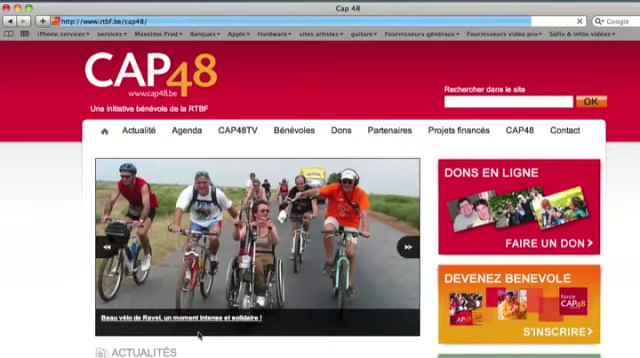 Cap 48
http://www.rtbf.be/cap48/
Google
iPhone services services Massimo Prod Banques Apple Hardware sites artistes guitare Fournisseurs généraux Fournisseurs video pro Softs & infos vidéos
CAP48
www.cap48.be
Une initiative bénévole de la RTBF
Rechercher dans le site
OK
Actualité Agenda CAP48TV Bénévoles Dons Partenaires Projets financés CAP48 Contact
DONS EN LIGNE
FAIRE UN DON
DEVENEZ BENEVOLE
CAP48
S'INSCRIRE
Beau vélo de Ravel, un moment intense et solidaire !
ACTUALITÉS